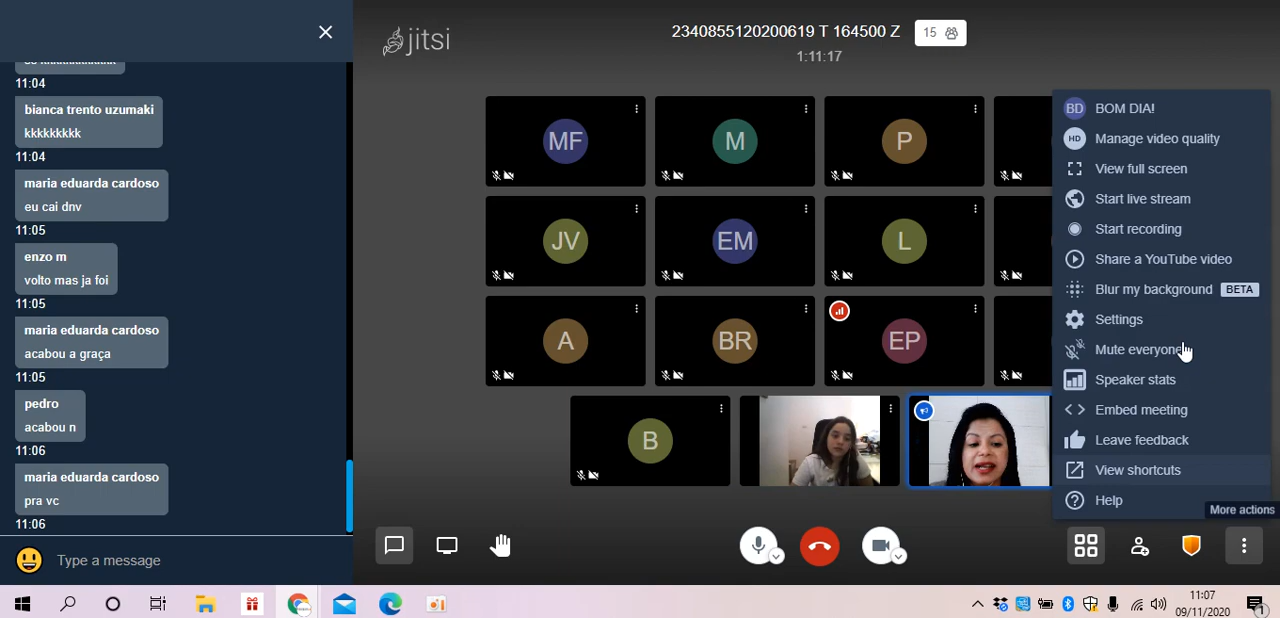 11:04
bianca trento uzumaki
kkkkkkkkk
11:04
maria eduarda cardoso
eu cai dnv
11:05
enzo m
volto mas ja foi
11:05
maria eduarda cardoso
acabou a graça
11:05
pedro
acabou n
11:06
maria eduarda cardoso
pra vc
11:06
Type a message
jitsi
2340855120200619 T 164500 Z
15
1:11:17
MF
M
P
JV
EM
L
A
BR
EP
B
BD BOM DIA!
HD Manage video quality
View full screen
Start live stream
Start recording
Share a YouTube video
Blur my background BETA
Settings
Mute everyone
Speaker stats
Embed meeting
Leave feedback
View shortcuts
Help
More actions
11:07
09/11/2020
1